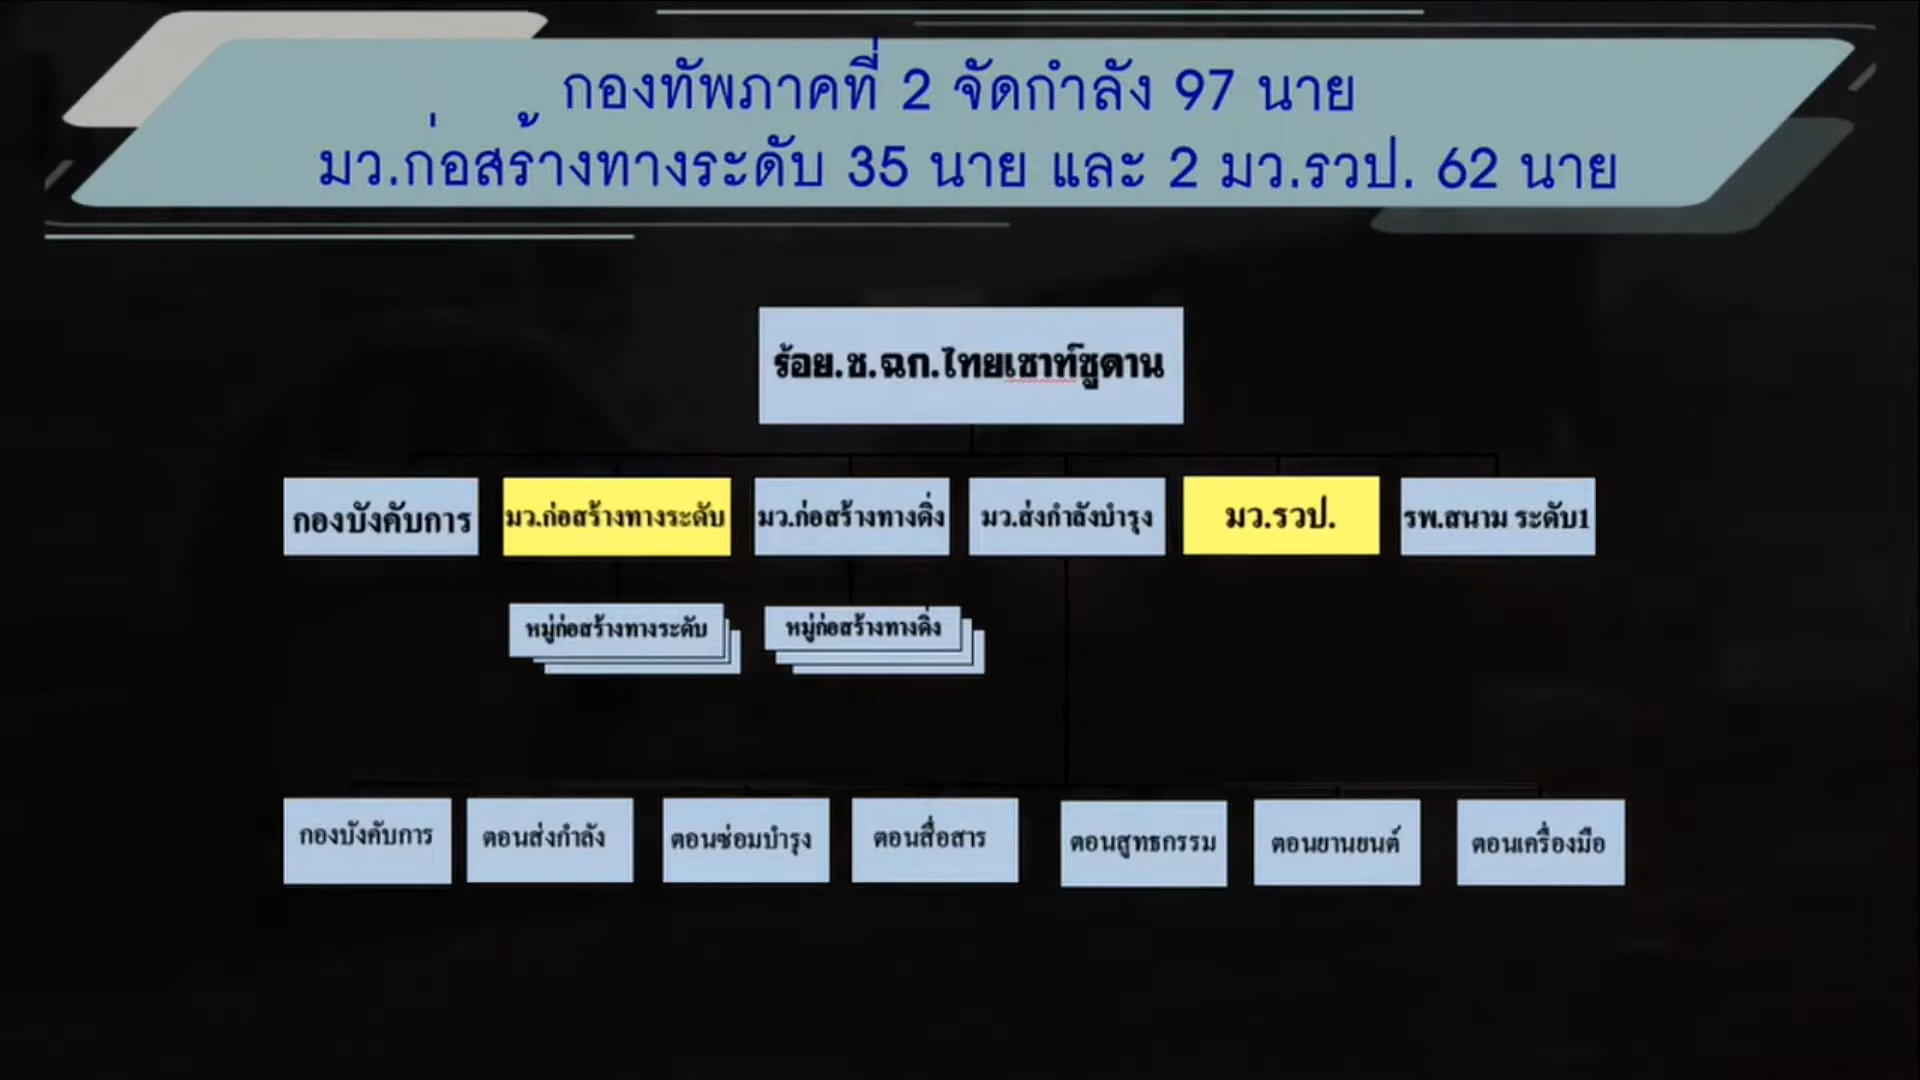 กองทัพภาคที่ 2 จัดกำลัง 97 นาย
มว.ก่อสร้างทางระดับ 35 นาย และ 2 มว.รวป. 62 นาย
ร้อย.ช.ฉก.ไทยเซาท์ซูดาน
กองบังคับการ
มว.ก่อสร้างทางระดับ
มว.ก่อสร้างทางดิ่ง
มว.ส่งกำลังบำรุง
มว.รวป.
รพ.สนาม ระดับ1
หมู่ก่อสร้างทางระดับ
หมู่ก่อสร้างทางดิ่ง
กองบังคับการ
ตอนส่งกำลัง
ตอนซ่อมบำรุง
ตอนสื่อสาร
ตอนสูทธกรรม
ตอนยานยนต์
ตอนเครื่องมือ